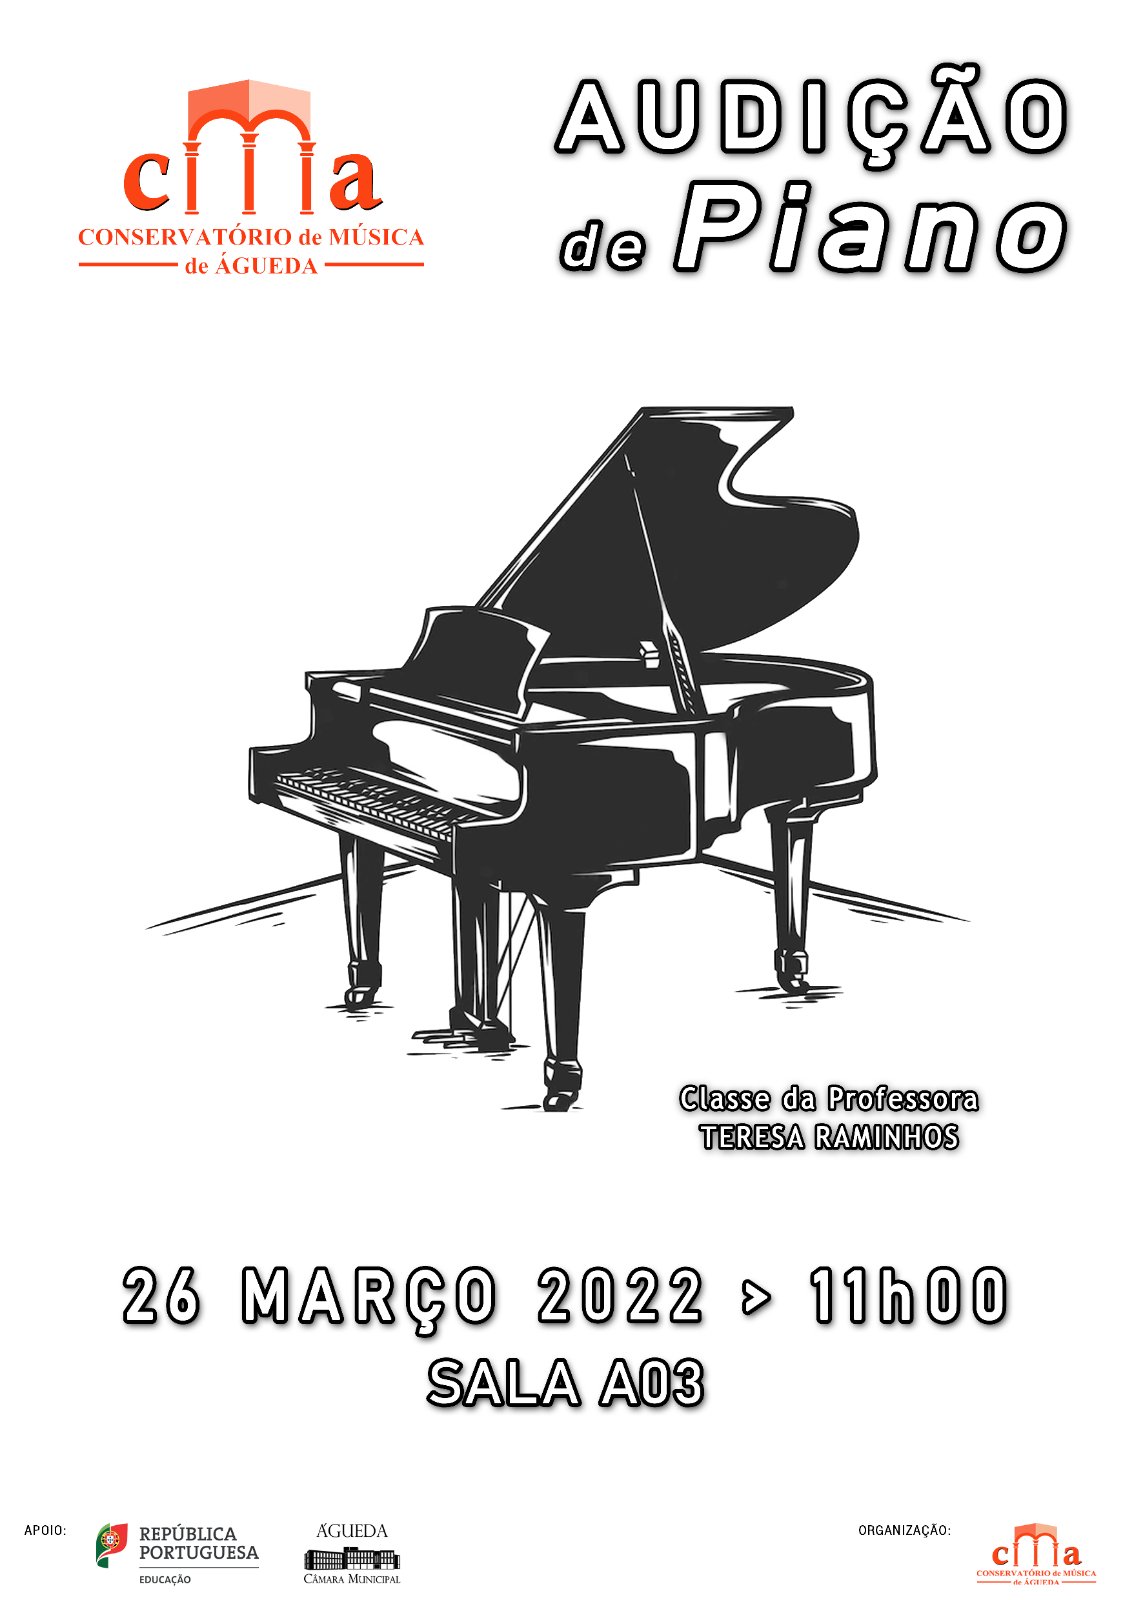 cma
CONSERVATÓRIO de MÚSICA
de ÁGUEDA
AUDIÇÃO
de Piano
Classe da Professora
TERESA RAMINHOS
26 MARÇO 2022 > 11h00
SALA A03
APOIO:
REPÚBLICA
PORTUGUESA
EDUCAÇÃO
ÁGUEDA
CÂMARA MUNICIPAL
ORGANIZAÇÃO:
cma
CONSERVATÓRIO de MÚSICA
de ÁGUEDA